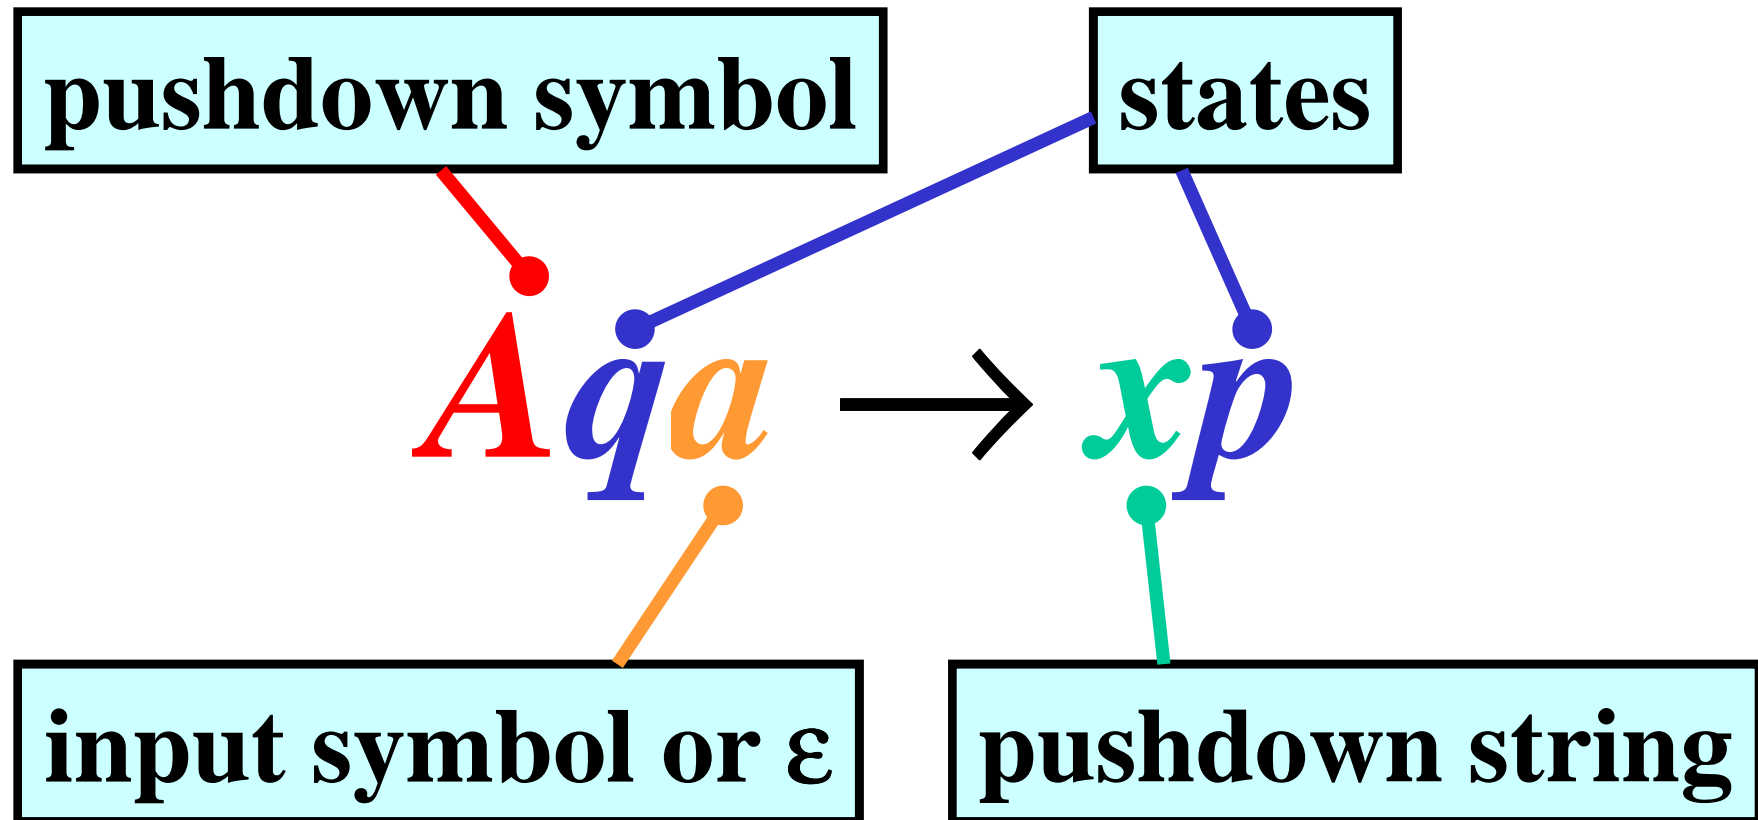 pushdown symbol
states
Aqa → xp
input symbol or ε
pushdown string